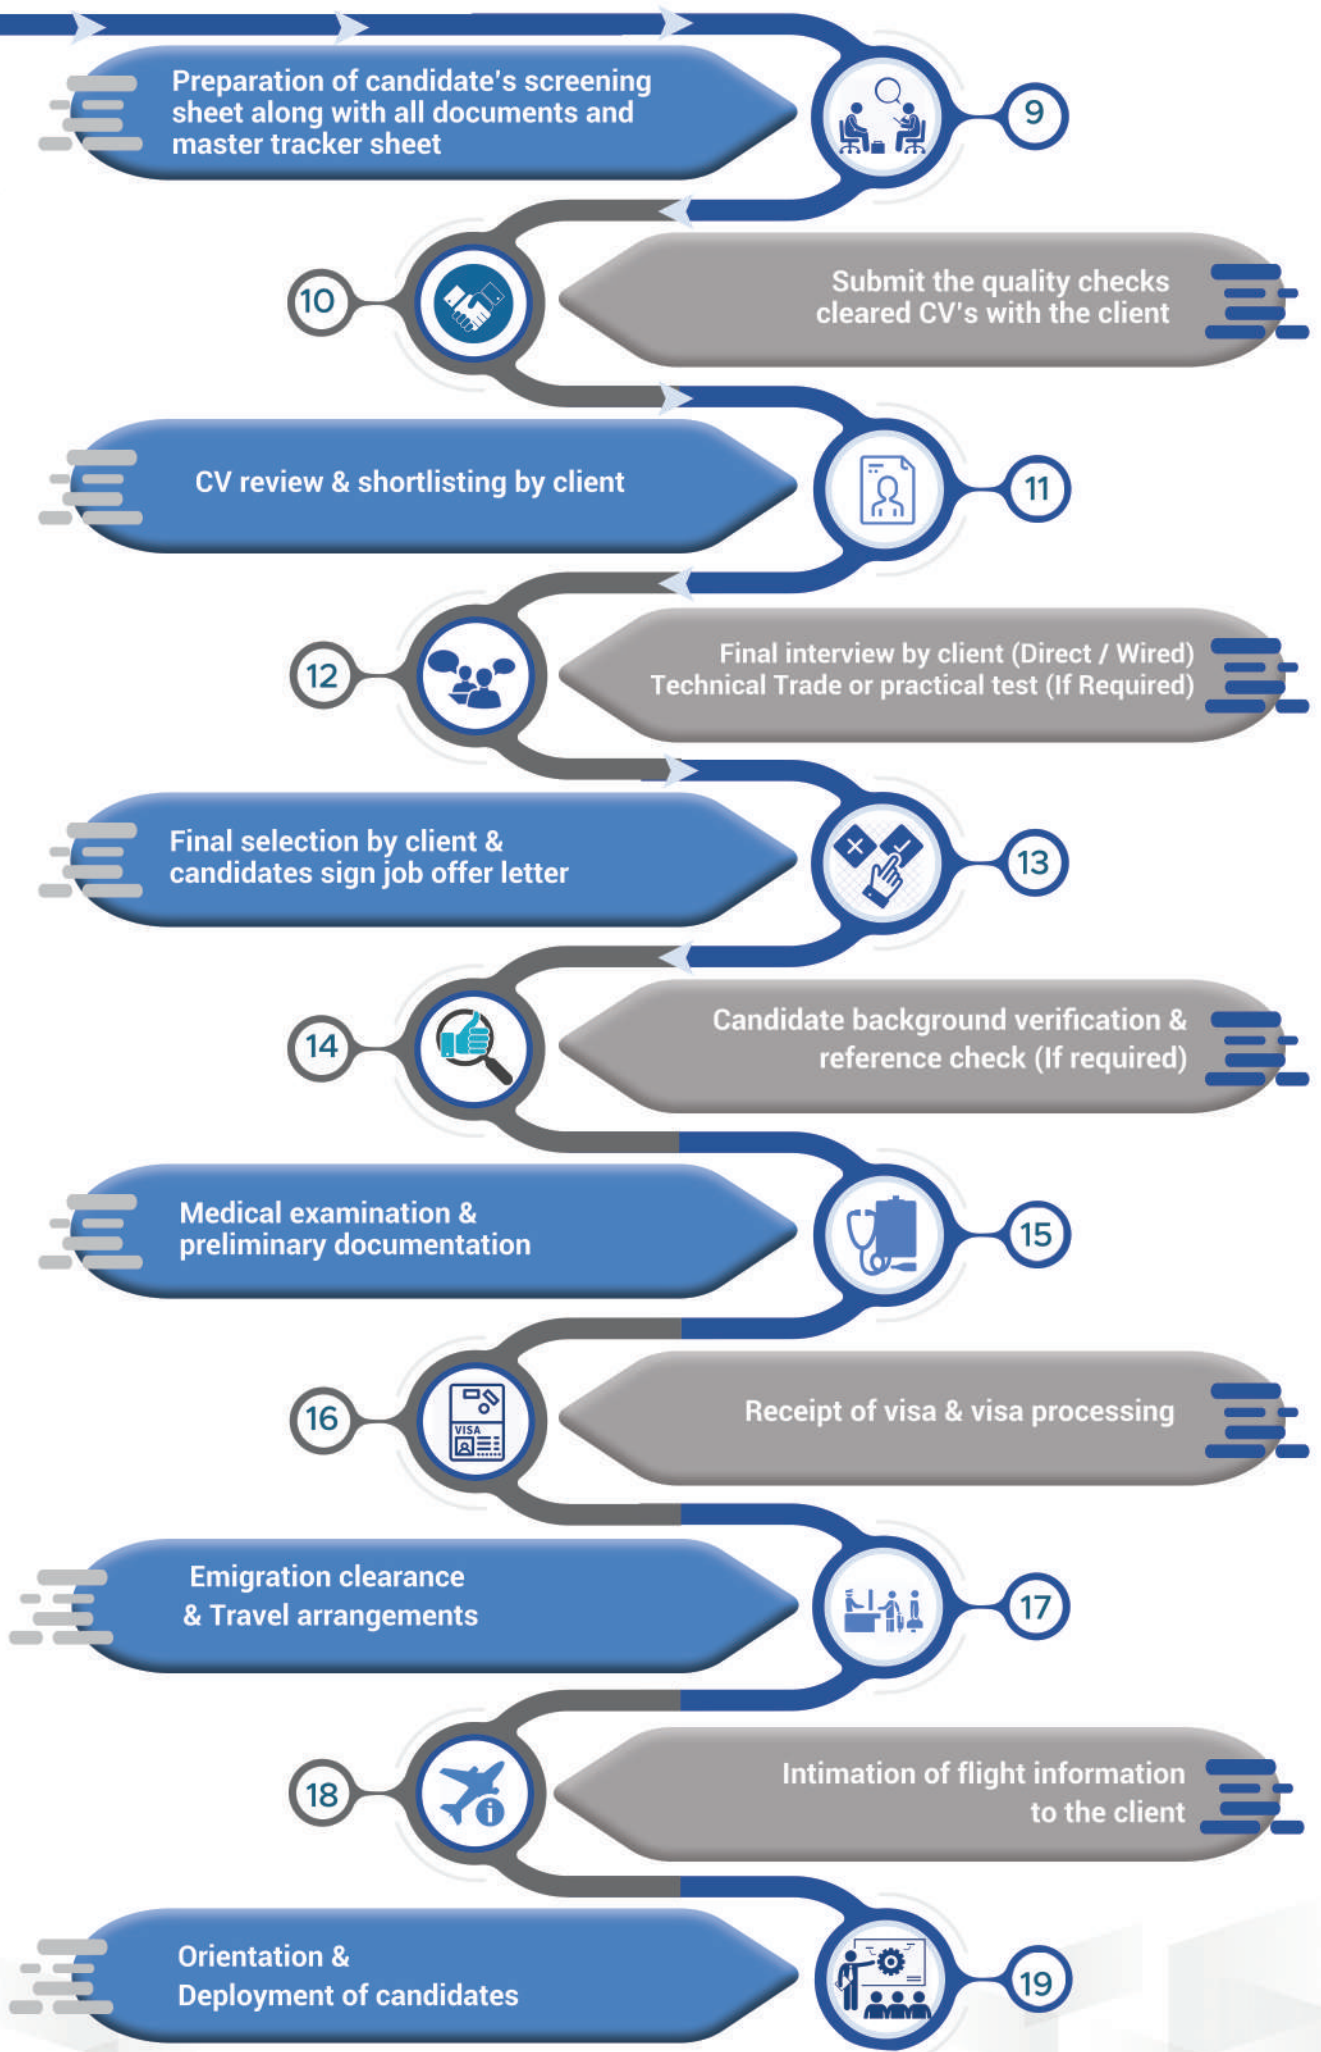 Preparation of candidate's screening
sheet along with all documents and
master tracker sheet
9
10
Submit the quality checks
cleared CV's with the client
CV review & shortlisting by client
11
12
Final interview by client (Direct / Wired)
Technical Trade or practical test (If Required)
Final selection by client &
candidates sign job offer letter
13
14
Candidate background verification &
reference check (If required)
Medical examination &
preliminary documentation
15
16
VISA
Receipt of visa & visa processing
Emigration clearance
& Travel arrangements
17
18
i
Intimation of flight information
to the client
Orientation &
Deployment of candidates
19